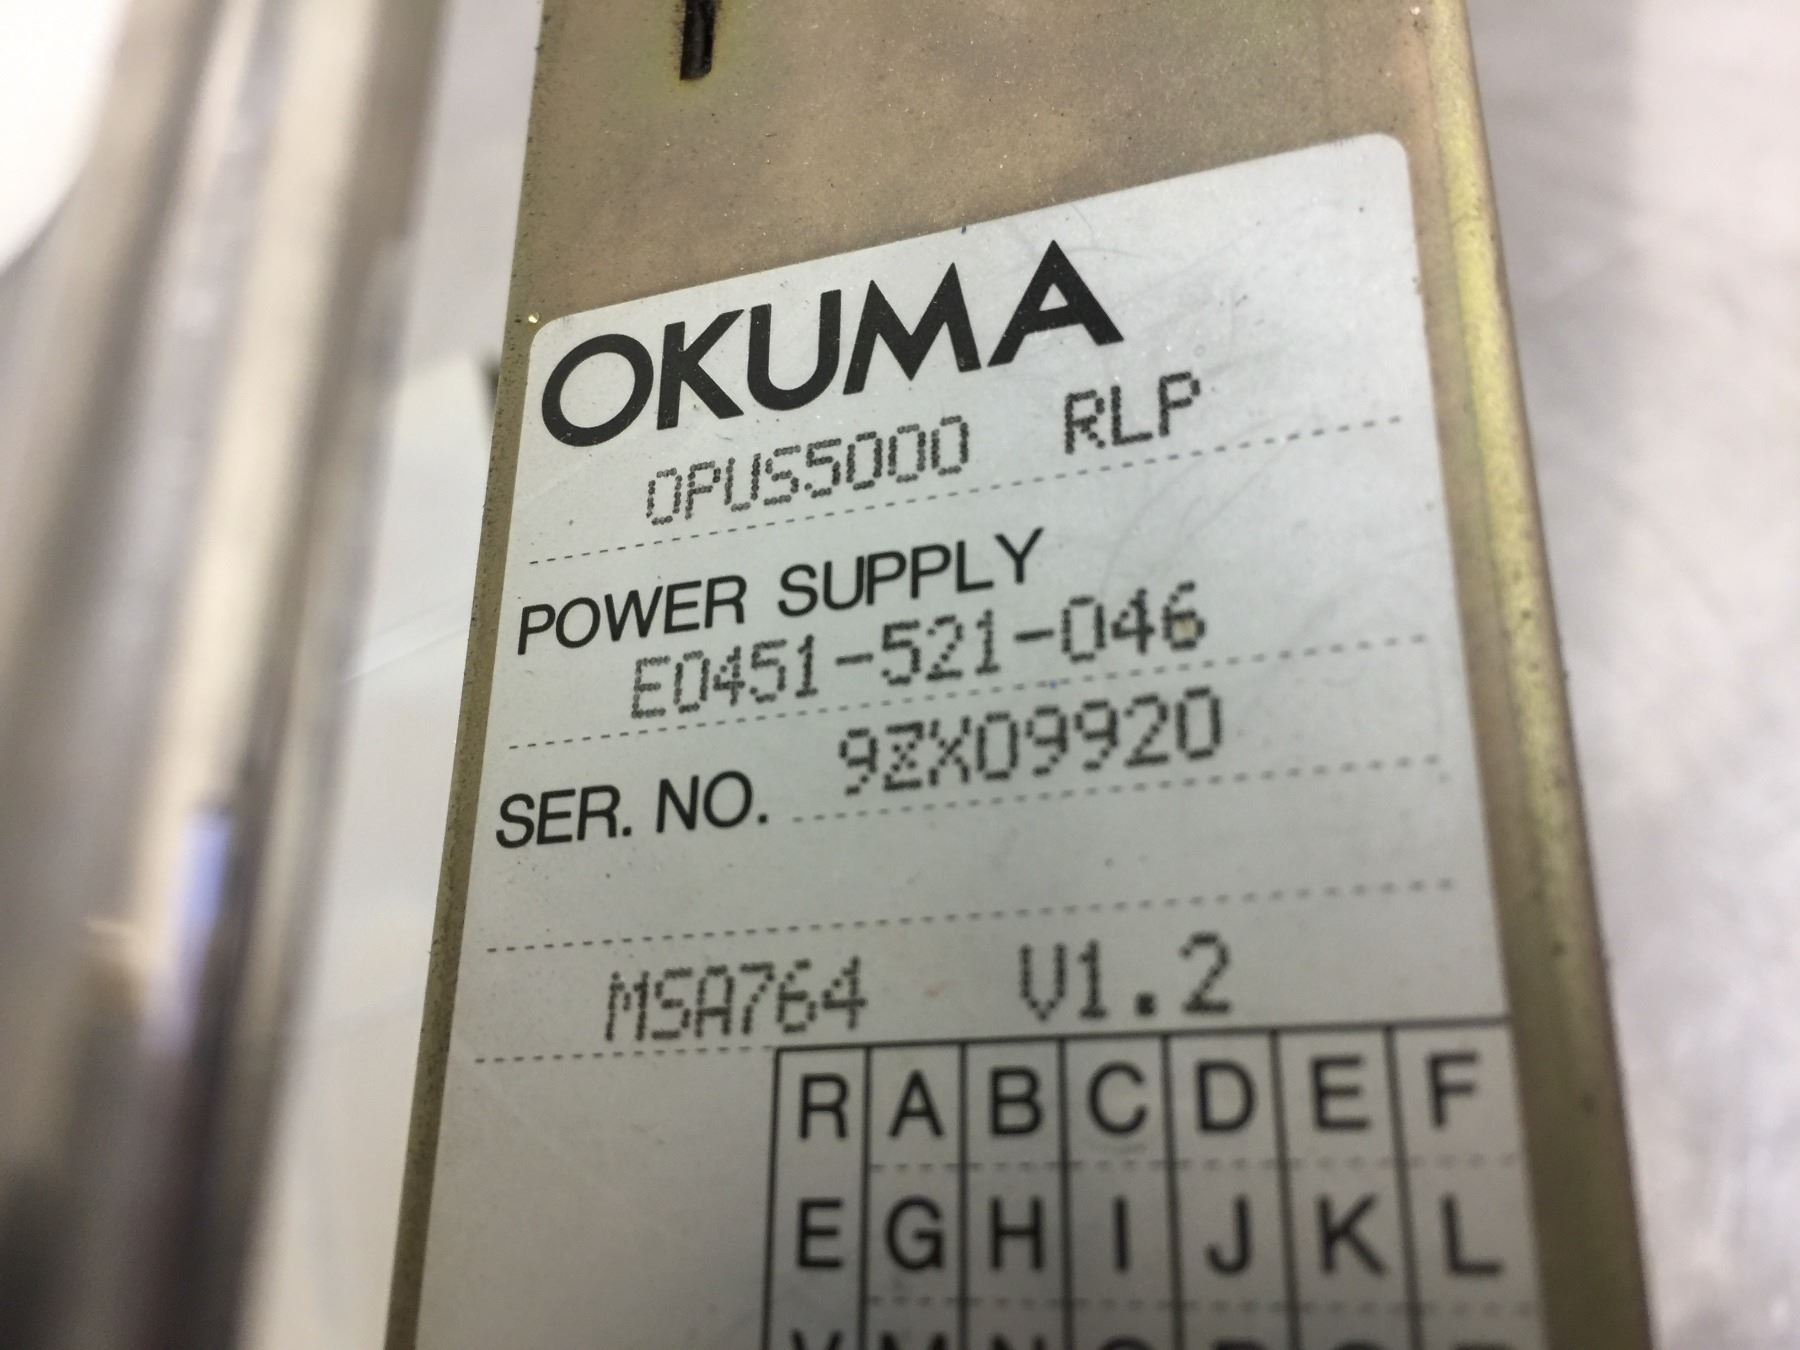 OKUMA
OPUS5000 RLP
POWER SUPPLY
E0451-521-046
SER. NO. 9ZX09920
MSA764 V1.2
R A B C D E F
E G H I J K L